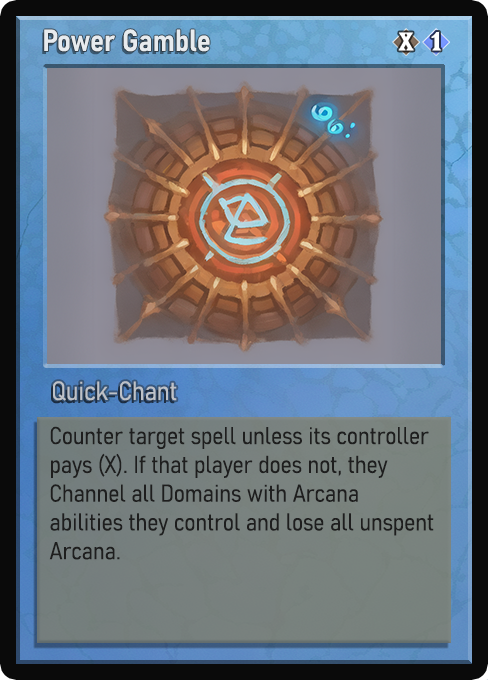 Power Gamble X 1
Quick-Chant
Counter target spell unless its controller
pays (X). If that player does not, they
Channel all Domains with Arcana
abilities they control and lose all unspent
Arcana.